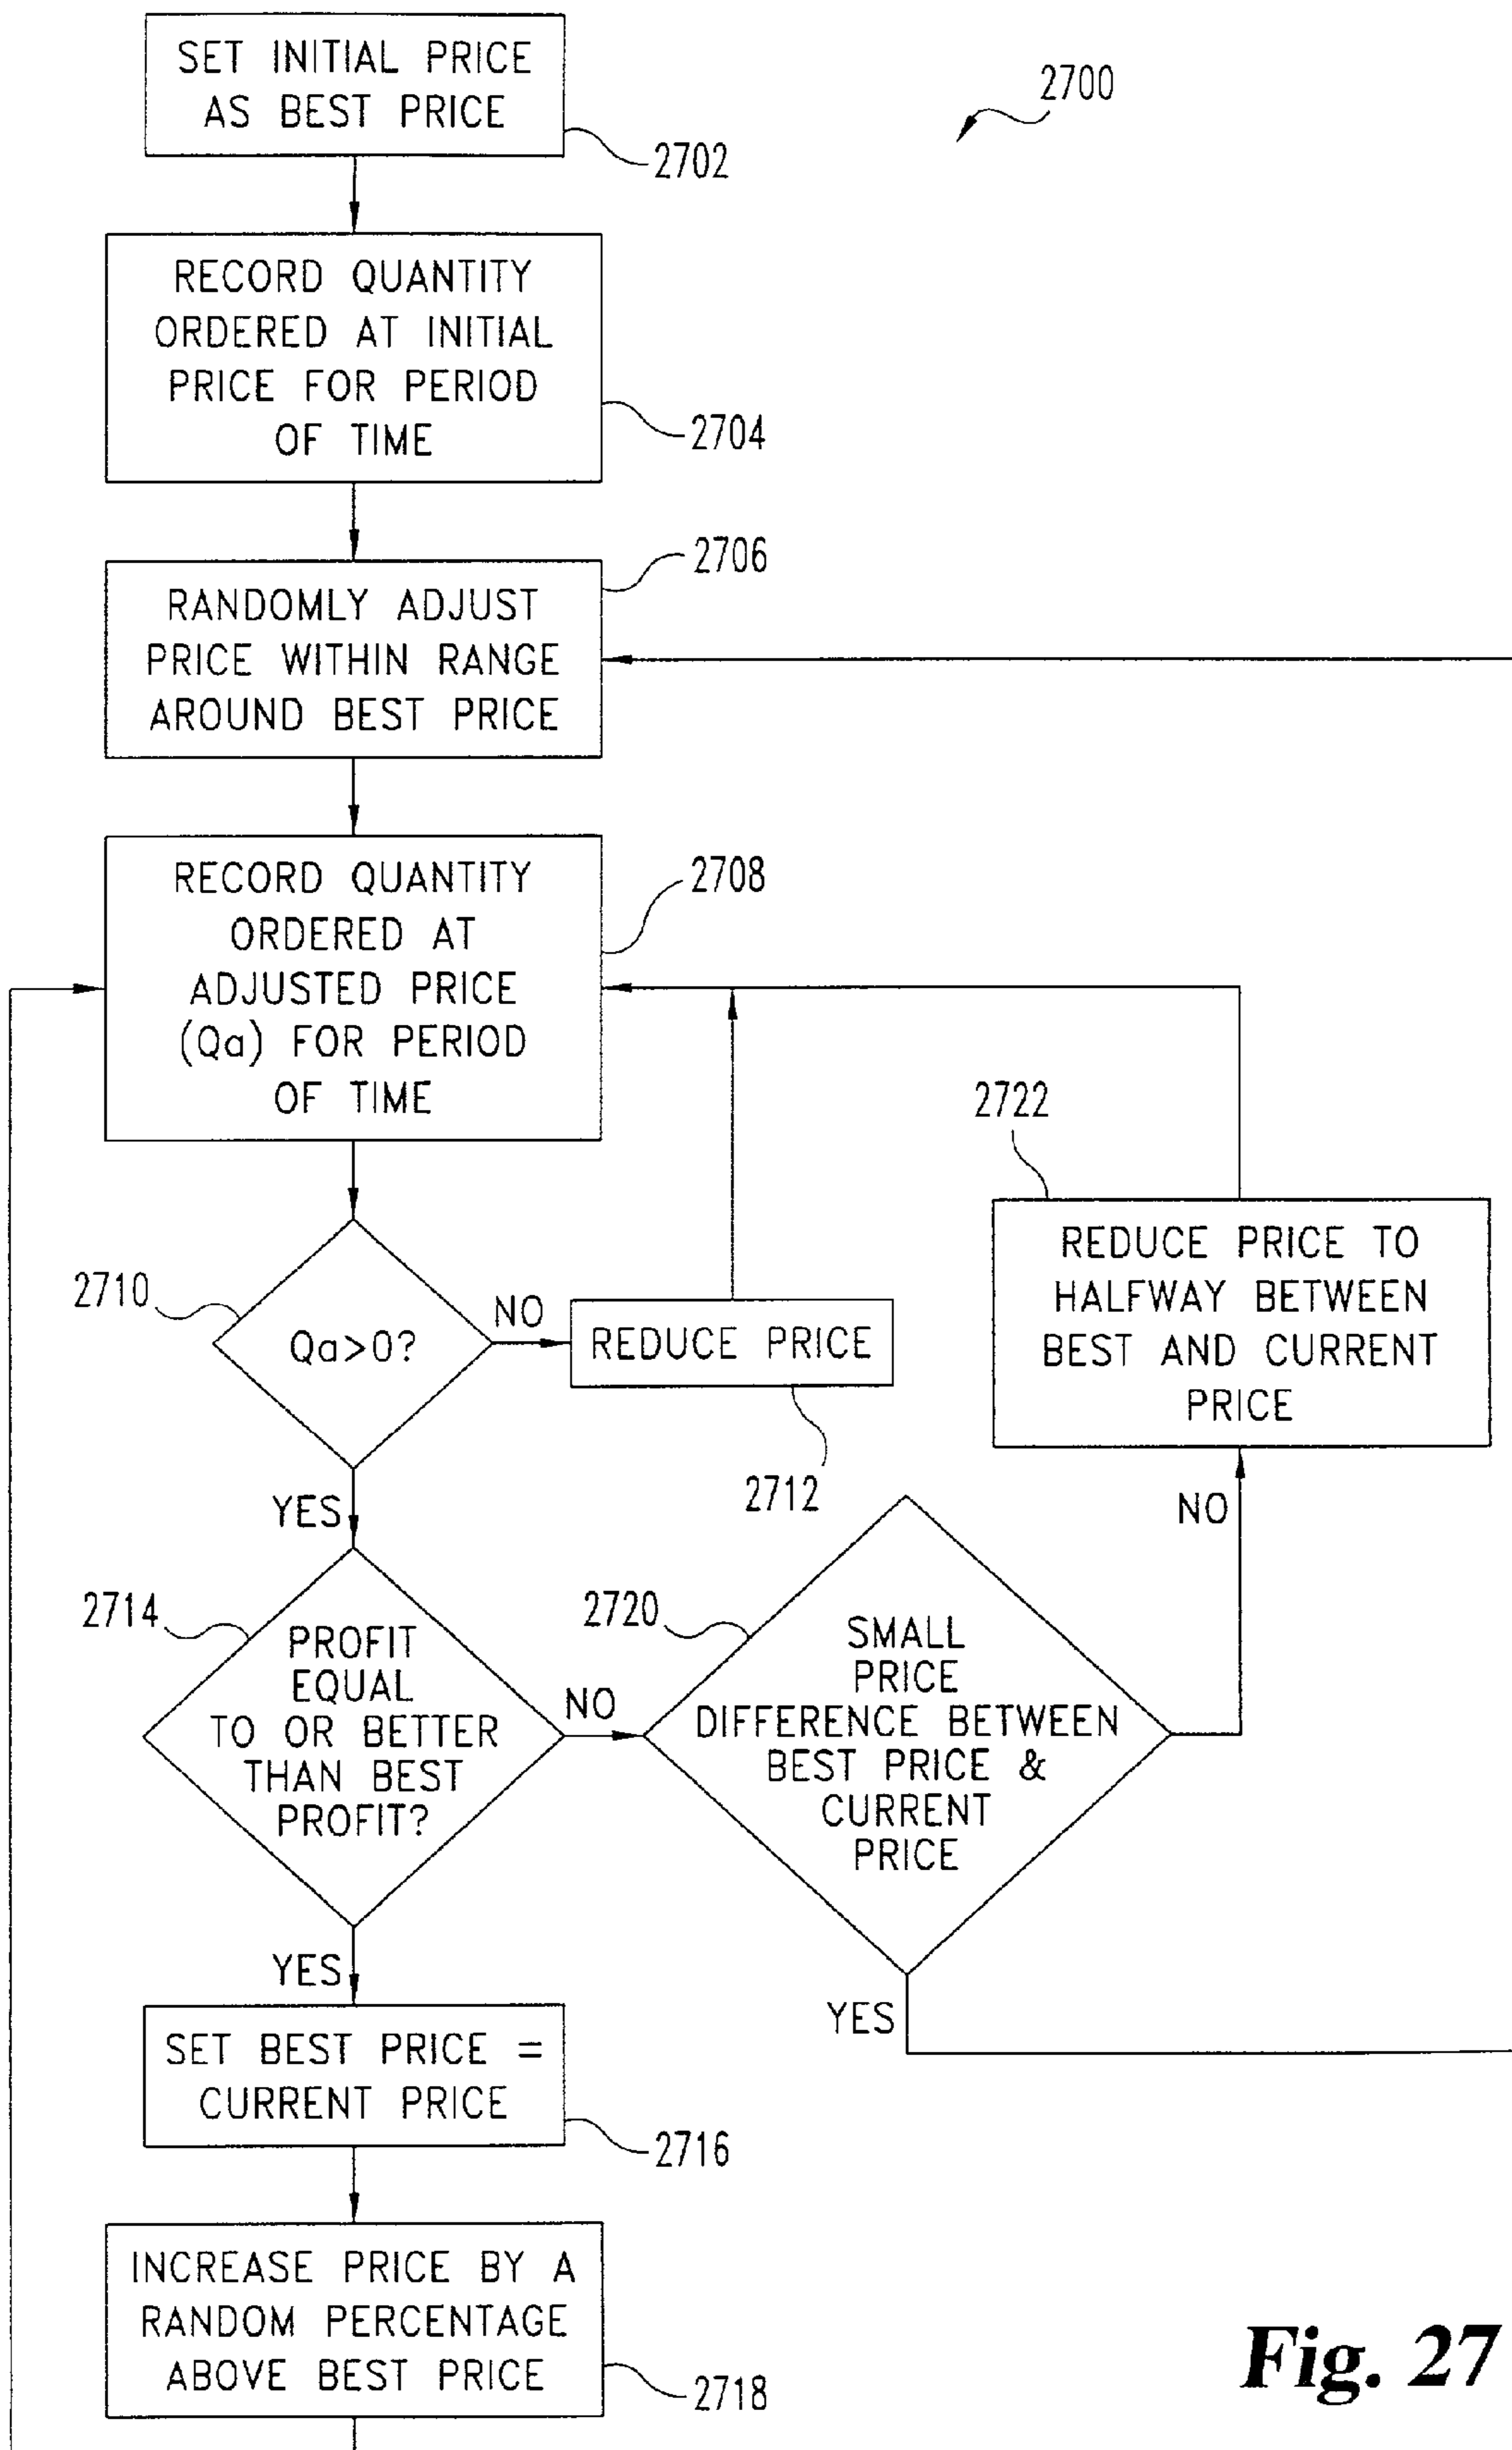 SET INITIAL PRICE
AS BEST PRICE
2702
2700
RECORD QUANTITY
ORDERED AT INITIAL
PRICE FOR PERIOD
OF TIME
2704
2706
RANDOMLY ADJUST
PRICE WITHIN RANGE
AROUND BEST PRICE
RECORD QUANTITY
ORDERED AT
ADJUSTED PRICE
(Qa) FOR PERIOD
OF TIME
2708
2710
Qa>0?
NO
REDUCE PRICE
2712
2722
REDUCE PRICE TO
HALFWAY BETWEEN
BEST AND CURRENT
PRICE
YES
NO
2714
PROFIT
EQUAL
TO OR BETTER
THAN BEST
PROFIT?
NO
2720
SMALL
PRICE
DIFFERENCE BETWEEN
BEST PRICE &
CURRENT
PRICE
YES
YES
SET BEST PRICE =
CURRENT PRICE
2716
INCREASE PRICE BY A
RANDOM PERCENTAGE
ABOVE BEST PRICE
2718
Fig. 27